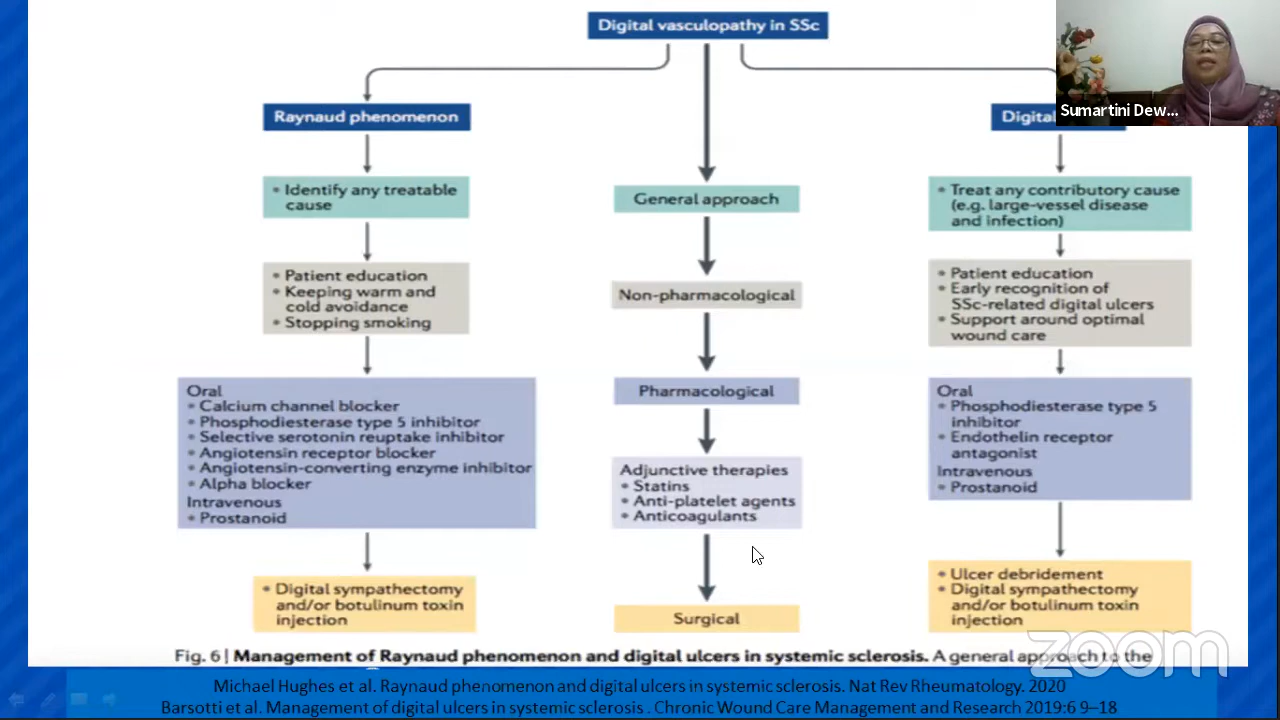 Digital vasculopathy in SSc
Sumartini Dew...
Raynaud phenomenon
• Identify any treatable
cause
• Patient education
• Keeping warm and
cold avoidance
• Stopping smoking
Oral
• Calcium channel blocker
• Phosphodiesterase type 5 inhibitor
• Selective serotonin reuptake inhibitor
• Angiotensin receptor blocker
• Angiotensin-converting enzyme inhibitor
• Alpha blocker
Intravenous
• Prostanoid
• Digital sympathectomy
and/or botulinum toxin
injection
General approach
Non-pharmacological
Pharmacological
Adjunctive therapies
• Statins
• Anti-platelet agents
• Anticoagulants
Surgical
Digital
• Treat any contributory cause
(e.g. large-vessel disease
and infection)
• Patient education
• Early recognition of
SSc-related digital ulcers
• Support around optimal
wound care
Oral
• Phosphodiesterase type 5
inhibitor
• Endothelin receptor
antagonist
Intravenous
• Prostanoid
• Ulcer debridement
• Digital sympathectomy
and/or botulinum toxin
injection
zoom
Fig. 6 | Management of Raynaud phenomenon and digital ulcers in systemic sclerosis. A general approach to the
Michael Hughes et al. Raynaud phenomenon and digital ulcers in systemic sclerosis. Nat Rev Rheumatology. 2020
Barsotti et al. Management of digital ulcers in systemic sclerosis . Chronic Wound Care Management and Research 2019:6 9–18